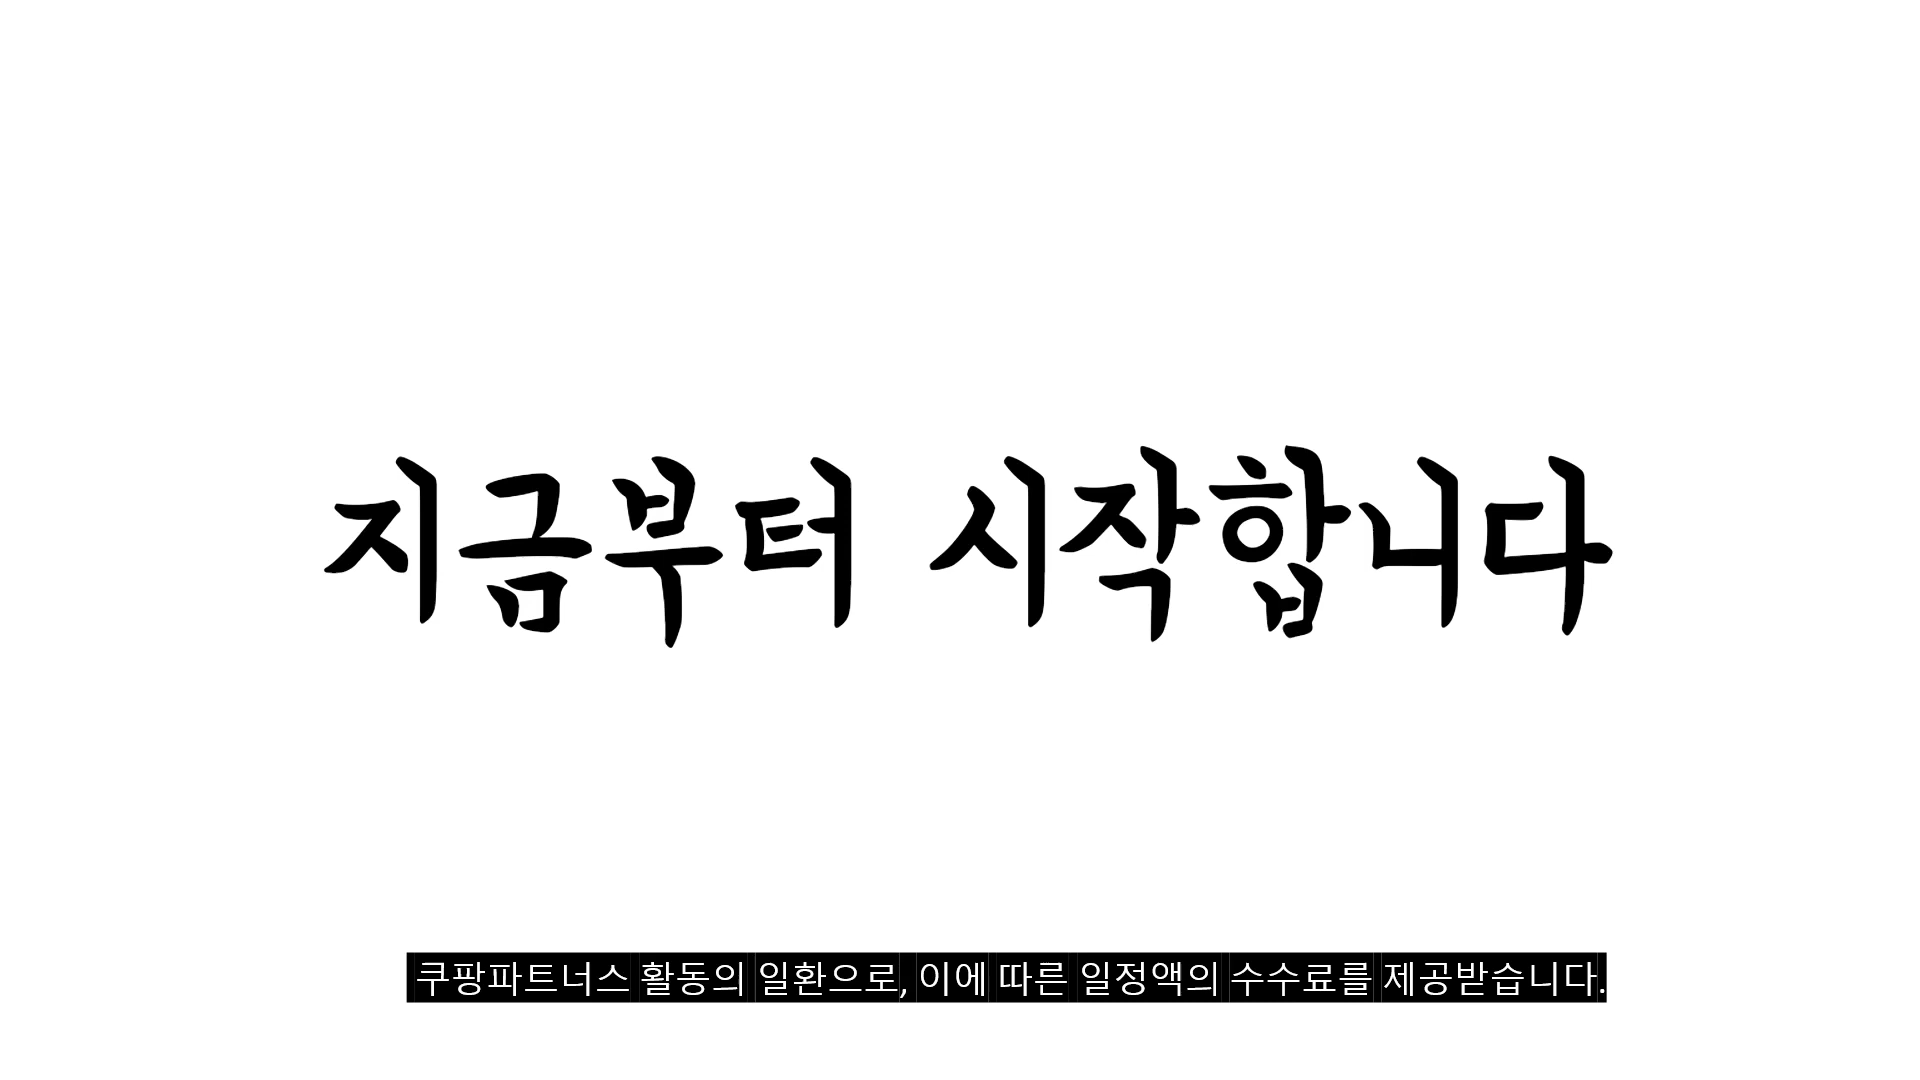 지금부터 시작합니다
쿠팡파트너스 활동의 일환으로, 이에 따른 일정액의 수수료를 제공받습니다.